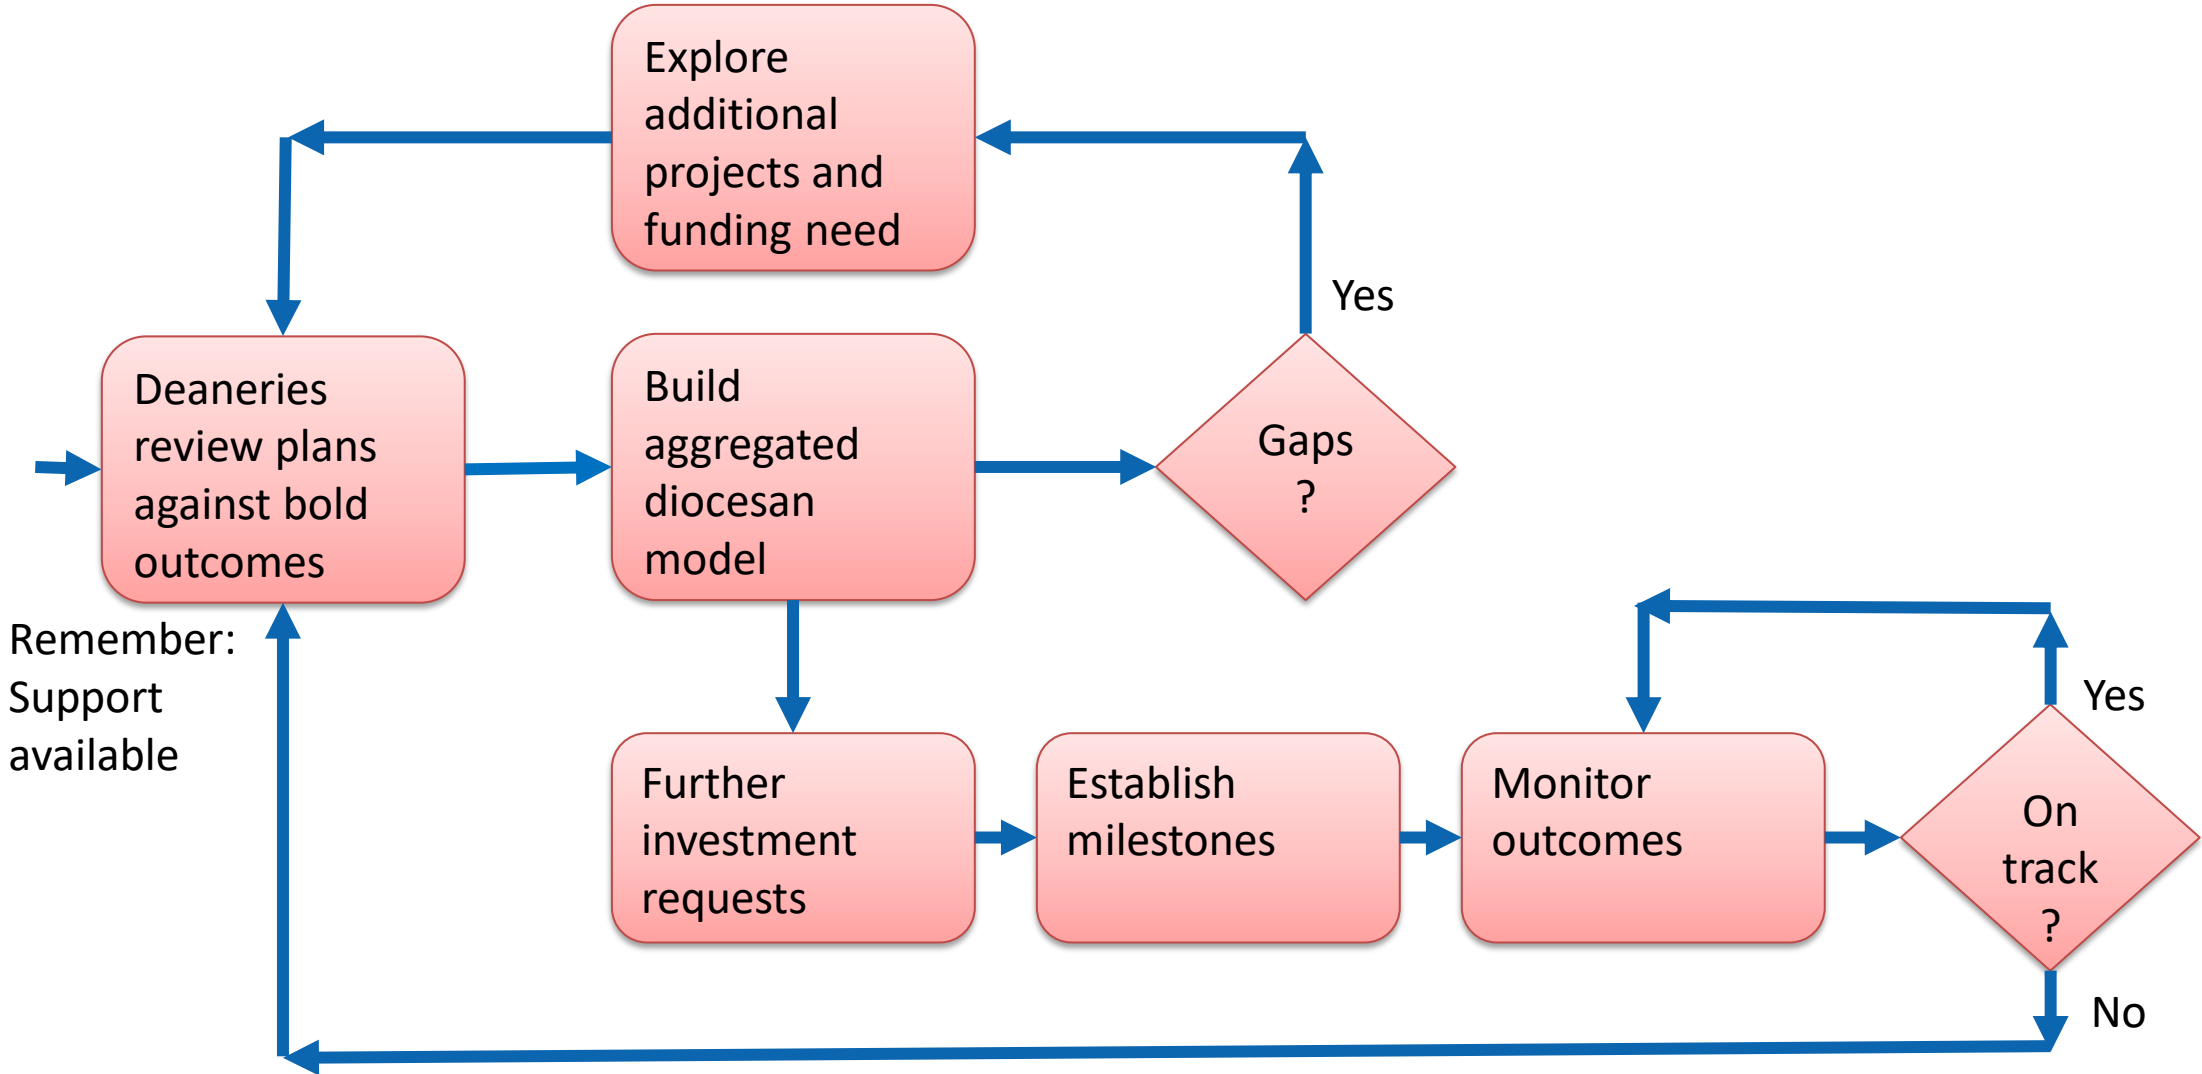 Explore
additional
projects and
funding need
Yes
Deaneries
review plans
against bold
outcomes
Build
aggregated
diocesan
model
Gaps
?
Remember:
Support
available
Further
investment
requests
Establish
milestones
Monitor
outcomes
Yes
On
track
?
No